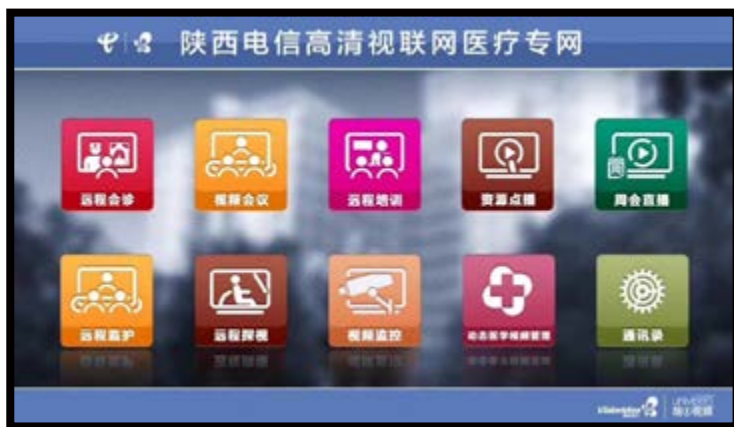 陕西电信高清视联网医疗专网
远程会诊
视频会议
远程培训
资源点播
周会直播
远程监护
远程探视
视频监控
动态医学视频管理
通讯录